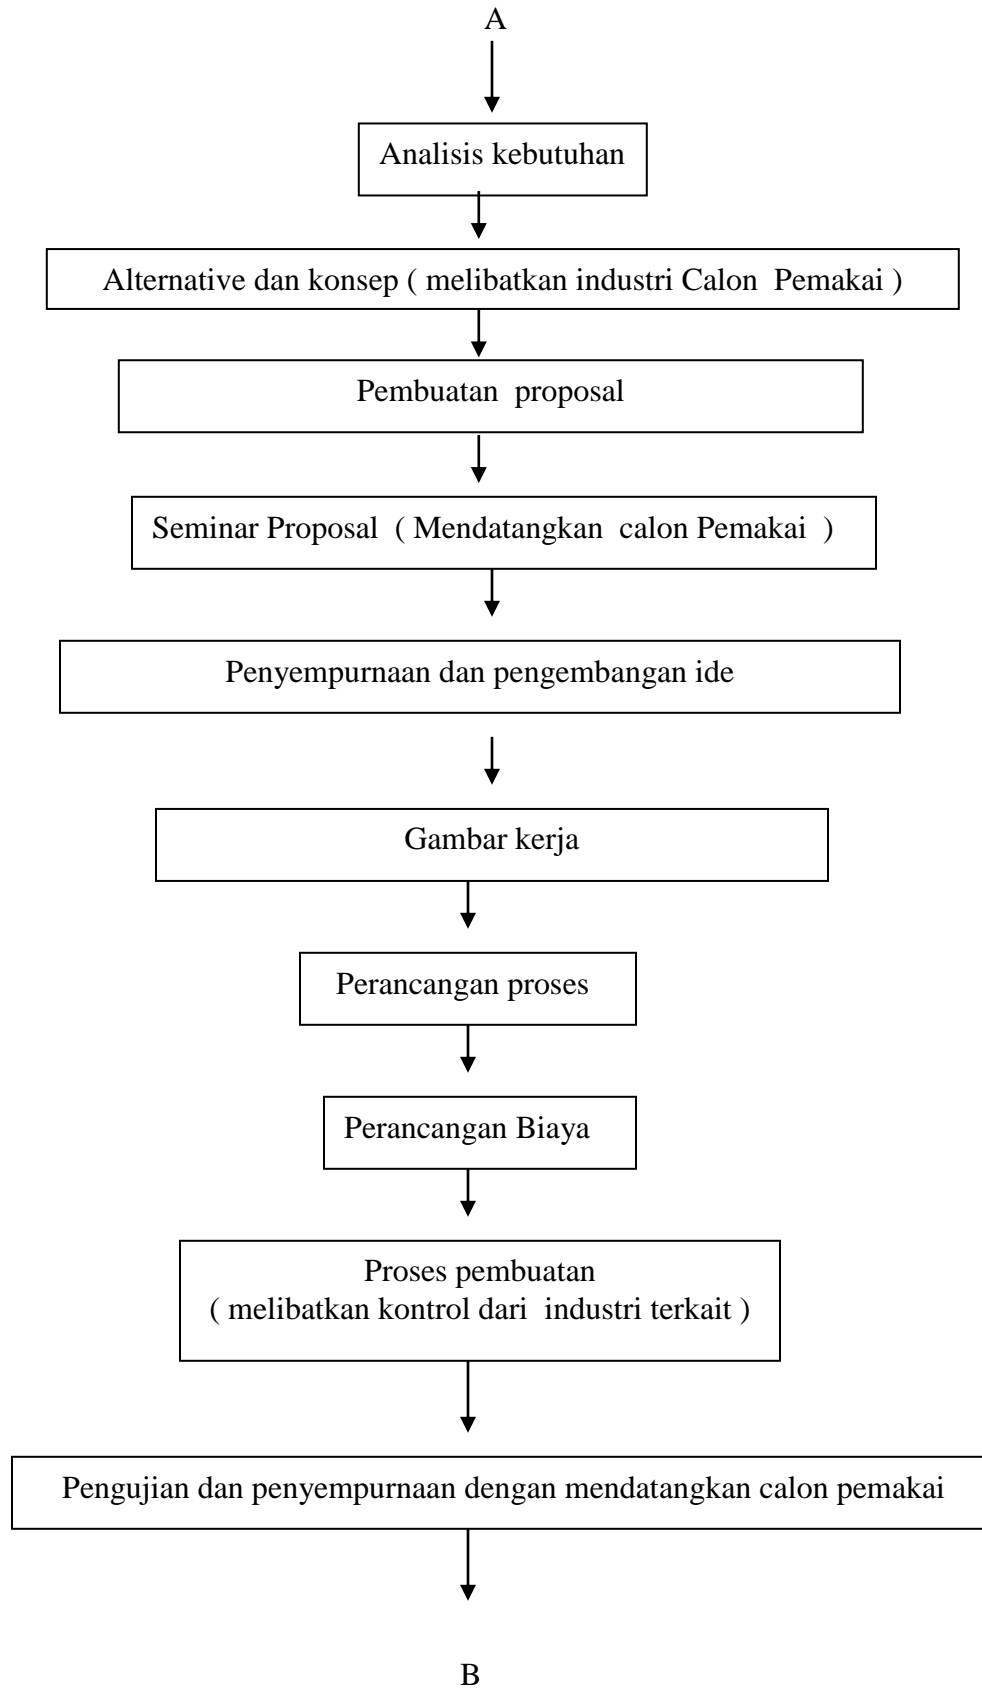 A
Analisis kebutuhan
Alternative dan konsep ( melibatkan industri Calon  Pemakai )
Pembuatan  proposal
Seminar Proposal  ( Mendatangkan  calon Pemakai  )
Penyempurnaan dan pengembangan ide
Gambar kerja
Perancangan proses
Perancangan Biaya
Proses pembuatan
( melibatkan kontrol dari  industri terkait )
Pengujian dan penyempurnaan dengan mendatangkan calon pemakai
B